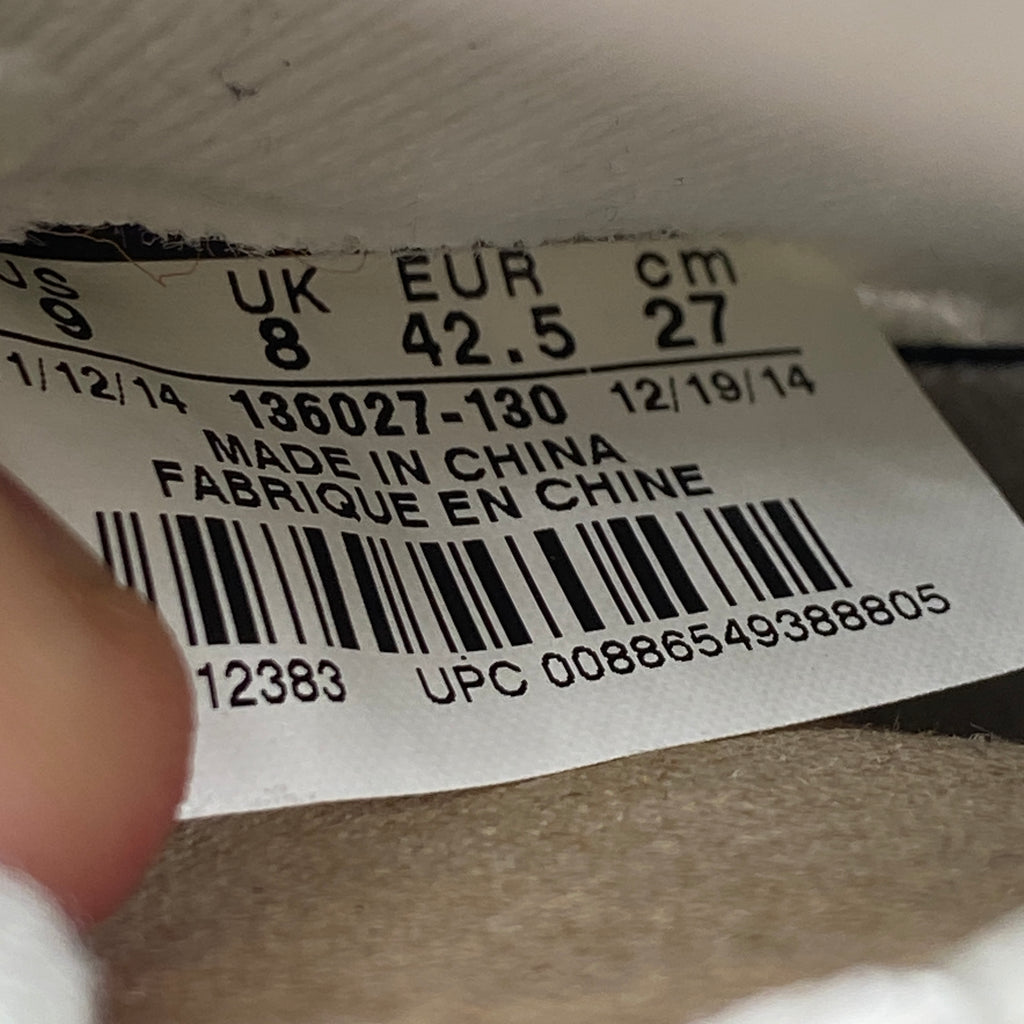 US UK EUR cm
9 8 42.5 27
1/12/14 136027-130 12/19/14
MADE IN CHINA
FABRIQUE EN CHINE
12383 UPC 00886549388805